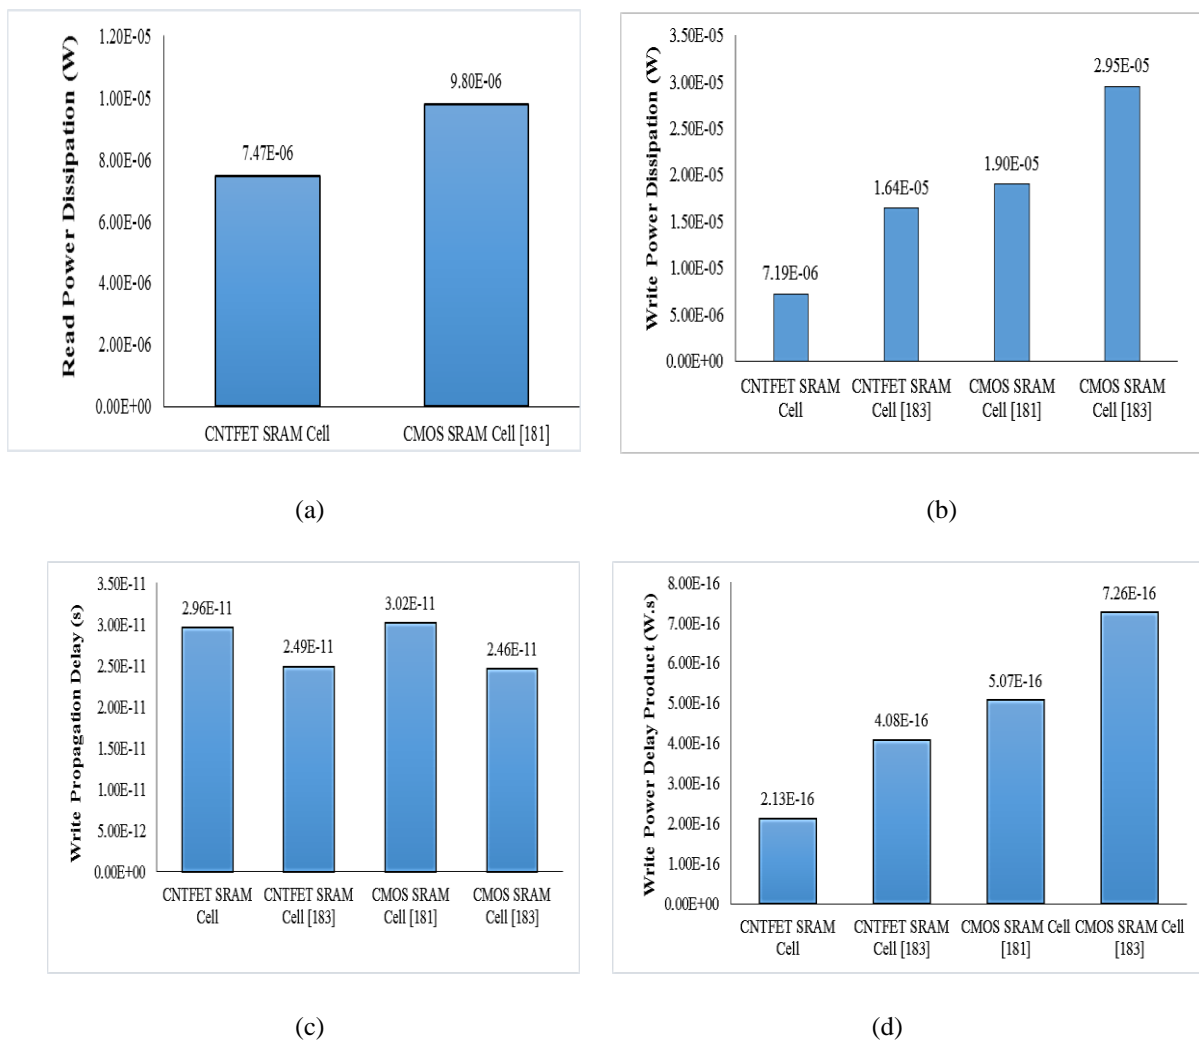 Read Power Dissipation (W)
1.20E-05
1.00E-05
8.00E-06
6.00E-06
4.00E-06
2.00E-06
0.00E+00
7.47E-06
9.80E-06
CNTFET SRAM Cell
CMOS SRAM Cell [181]
(a)
Write Power Dissipation (W)
3.50E-05
3.00E-05
2.50E-05
2.00E-05
1.50E-05
1.00E-05
5.00E-06
0.00E+00
7.19E-06
1.64E-05
1.90E-05
2.95E-05
CNTFET SRAM
Cell
CNTFET SRAM
Cell [183]
CMOS SRAM
Cell [181]
CMOS SRAM
Cell [183]
(b)
Write Propagation Delay (s)
3.50E-11
3.00E-11
2.50E-11
2.00E-11
1.50E-11
1.00E-11
5.00E-12
0.00E+00
2.96E-11
2.49E-11
3.02E-11
2.46E-11
CNTFET SRAM
Cell
CNTFET SRAM
Cell [183]
CMOS SRAM
Cell [181]
CMOS SRAM
Cell [183]
(c)
Write Power Delay Product (W.s)
8.00E-16
7.00E-16
6.00E-16
5.00E-16
4.00E-16
3.00E-16
2.00E-16
1.00E-16
0.00E+00
2.13E-16
4.08E-16
5.07E-16
7.26E-16
CNTFET SRAM
Cell
CNTFET SRAM
Cell [183]
CMOS SRAM Cell
[181]
CMOS SRAM Cell
[183]
(d)